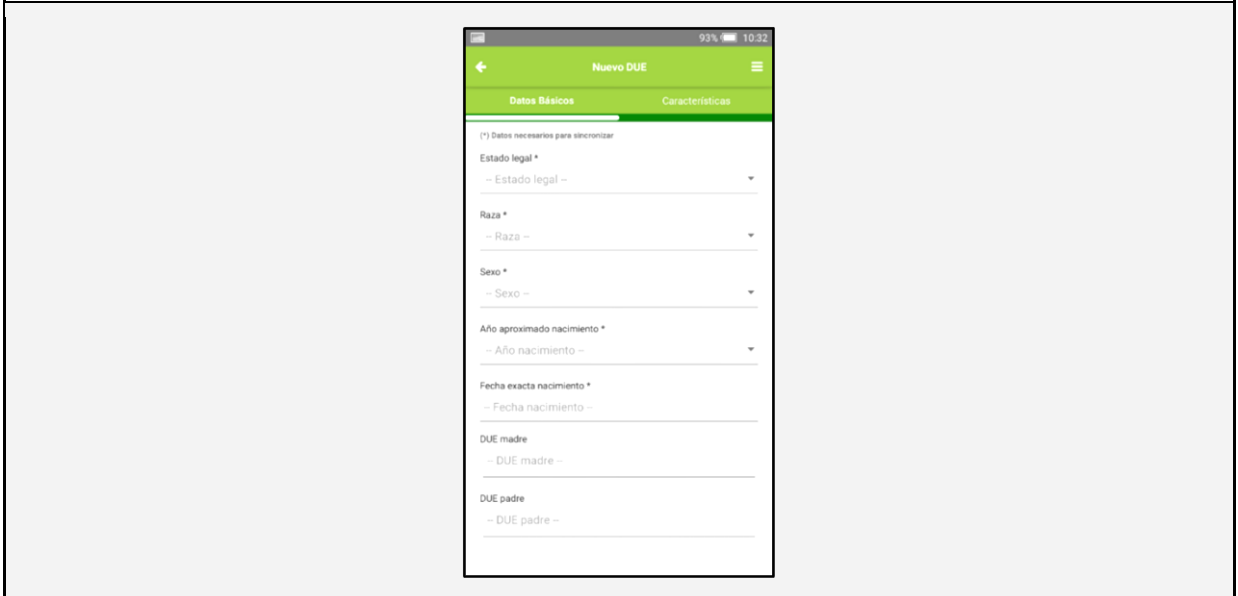 93% 10:32
Nuevo DUE
Datos Básicos Características
(*) Datos necesarios para sincronizar
Estado legal *
-- Estado legal --
Raza *
-- Raza --
Sexo *
-- Sexo --
Año aproximado nacimiento *
-- Año nacimiento --
Fecha exacta nacimiento *
-- Fecha nacimiento --
DUE madre
-- DUE madre --
DUE padre
-- DUE padre --